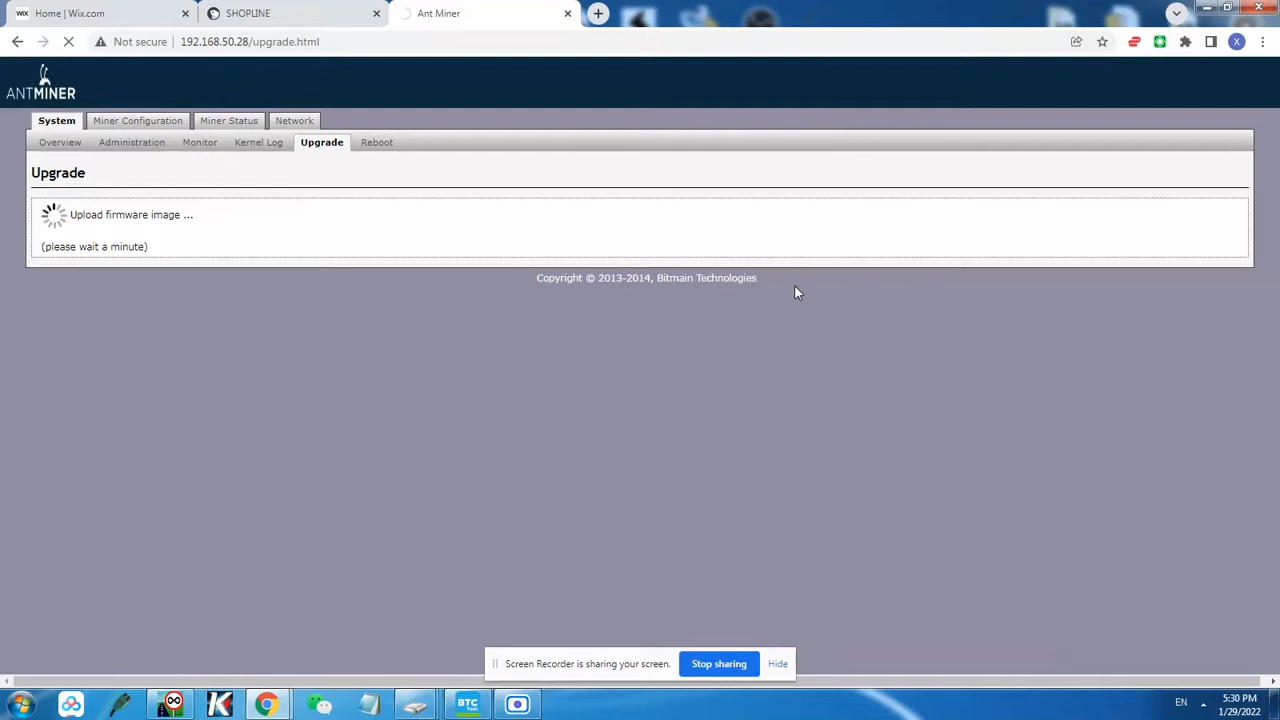 Home | Wix.com
SHOPLINE
Ant Miner
Not secure
192.168.50.28/upgrade.html
X
ANTMINER
System
Miner Configuration
Miner Status
Network
Overview
Administration
Monitor
Kernel Log
Upgrade
Reboot
Upgrade
Upload firmware image ...
(please wait a minute)
Copyright © 2013-2014, Bitmain Technologies
Screen Recorder is sharing your screen.
Stop sharing
Hide
BTC
EN
5:30 PM
1/29/2022